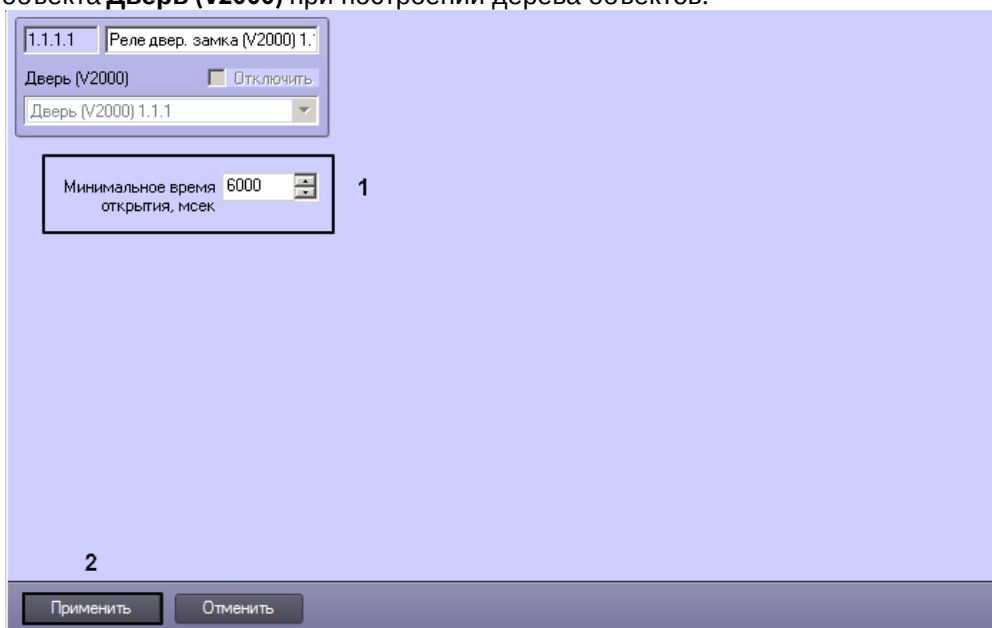 объекта Дверь (V2000) при построении дерева объектов.
1.1.1.1 Реле двер. замка (V2000) 1.
Дверь (V2000) Отключить
Дверь (V2000) 1.1.1
Минимальное время 6000 1
открытия, мсек
2
Применить Отменить